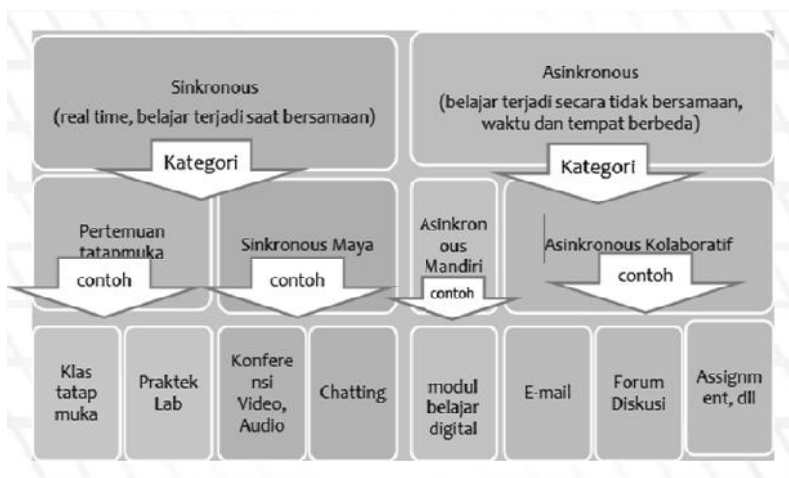 Sinkronous
(real time, belajar terjadi saat bersamaan)
Asinkronous
(belajar terjadi secara tidak bersamaan,
waktu dan tempat berbeda)
Kategori
Kategori
Pertemuan
tatapmuka
Sinkronous Maya
Asinkron
ous
Mandiri
Asinkronous Kolaboratif
contoh
contoh
contoh
contoh
Klas
tatap
muka
Praktek
Lab
Konfere
nsi
Video,
Audio
Chatting
modul
belajar
digital
E-mail
Forum
Diskusi
Assignm
ent, dll